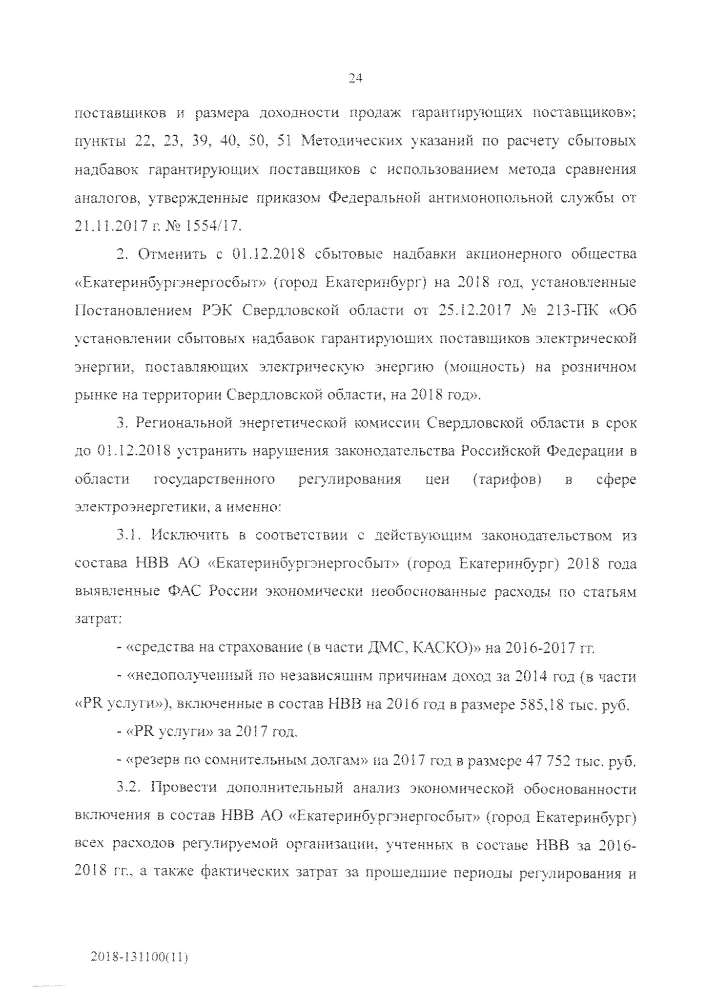 24
поставщиков и размера доходности продаж гарантирующих поставщиков»;
пункты 22, 23, 39, 40, 50, 51 Методических указаний по расчету сбытовых
надбавок гарантирующих поставщиков с использованием метода сравнения
аналогов, утвержденные приказом Федеральной антимонопольной службы от
21.11.2017 г. № 1554/17.
2. Отменить с 01.12.2018 сбытовые надбавки акционерного общества
«Екатеринбургэнергосбыт» (город Екатеринбург) на 2018 год, установленные
Постановлением РЭК Свердловской области от 25.12.2017 № 213-ПК «Об
установлении сбытовых надбавок гарантирующих поставщиков электрической
энергии, поставляющих электрическую энергию (мощность) на розничном
рынке на территории Свердловской области, на 2018 год».
3. Региональной энергетической комиссии Свердловской области в срок
до 01.12.2018 устранить нарушения законодательства Российской Федерации в
области государственного регулирования цен (тарифов) в сфере
электроэнергетики, а именно:
3.1. Исключить в соответствии с действующим законодательством из
состава НВВ АО «Екатеринбургэнергосбыт» (город Екатеринбург) 2018 года
выявленные ФАС России экономически необоснованные расходы по статьям
затрат:
- «средства на страхование (в части ДМС, КАСКО)» на 2016-2017 гг.
- «недополученный по независящим причинам доход за 2014 год (в части
«PR услуги»), включенные в состав НВВ на 2016 год в размере 585,18 тыс. руб.
- «PR услуги» за 2017 год.
- «резерв по сомнительным долгам» на 2017 год в размере 47 752 тыс. руб.
3.2. Провести дополнительный анализ экономической обоснованности
включения в состав НВВ АО «Екатеринбургэнергосбыт» (город Екатеринбург)
всех расходов регулируемой организации, учтенных в составе НВВ за 2016-
2018 гг., а также фактических затрат за прошедшие периоды регулирования и
2018-131100(11)